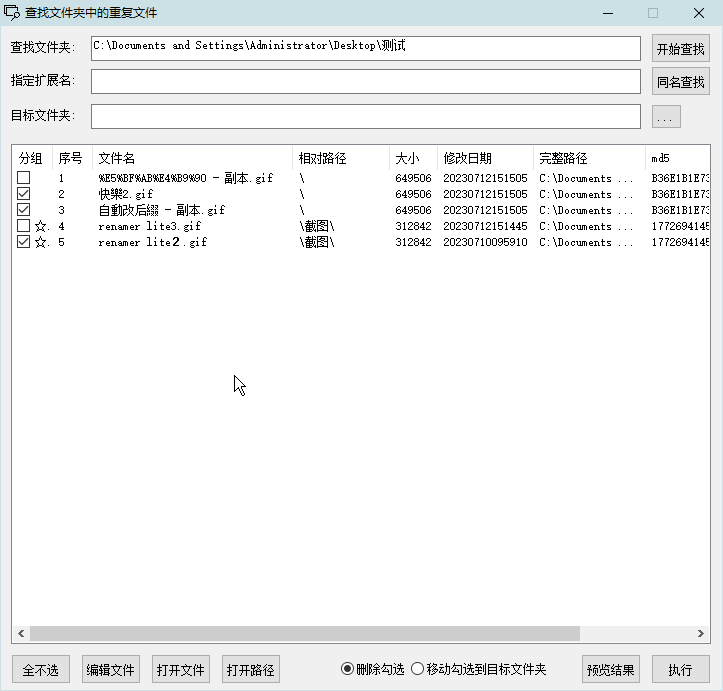 查找文件夹中的重复文件
查找文件夹: C:\Documents and Settings\Administrator\Desktop\测试 开始查找
指定扩展名: 同名查找
目标文件夹: ...
分组 序号 文件名 相对路径 大小 修改日期 完整路径 md5
1 %E5%BF%AB%E4%B9%90 - 副本.gif \ 649506 20230712151505 C:\Documents ... B36E1B1E73
2 快樂2.gif \ 649506 20230712151505 C:\Documents ... B36E1B1E73
3 自動改后綴 - 副本.gif \ 649506 20230712151505 C:\Documents ... B36E1B1E73
☆. 4 renamer lite3.gif \截图\ 312842 20230712151445 C:\Documents ... 1772694145
☆. 5 renamer lite２.gif \截图\ 312842 20230710095910 C:\Documents ... 1772694145
全不选 编辑文件 打开文件 打开路径 删除勾选 移动勾选到目标文件夹 预览结果 执行